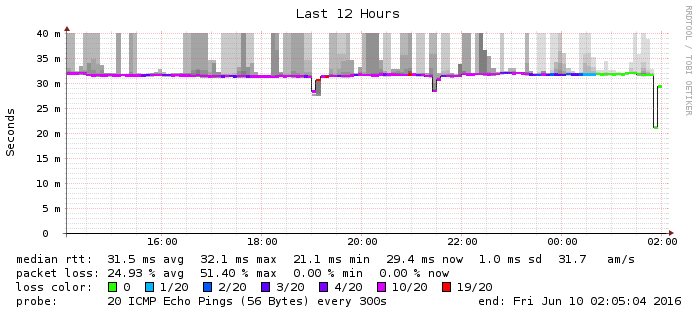 Last 12 Hours
RRDTOOL / TOBI OETIKER
Seconds
40 m
35 m
30 m
25 m
20 m
15 m
10 m
5 m
0
16:00 18:00 20:00 22:00 00:00 02:00
median rtt: 31.5 ms avg 32.1 ms max 21.1 ms min 29.4 ms now 1.0 ms sd 31.7 am/s
packet loss: 24.93 % avg 51.40 % max 0.00 % min 0.00 % now
loss color: 0 1/20 2/20 3/20 4/20 10/20 19/20
probe: 20 ICMP Echo Pings (56 Bytes) every 300s end: Fri Jun 10 02:05:04 2016